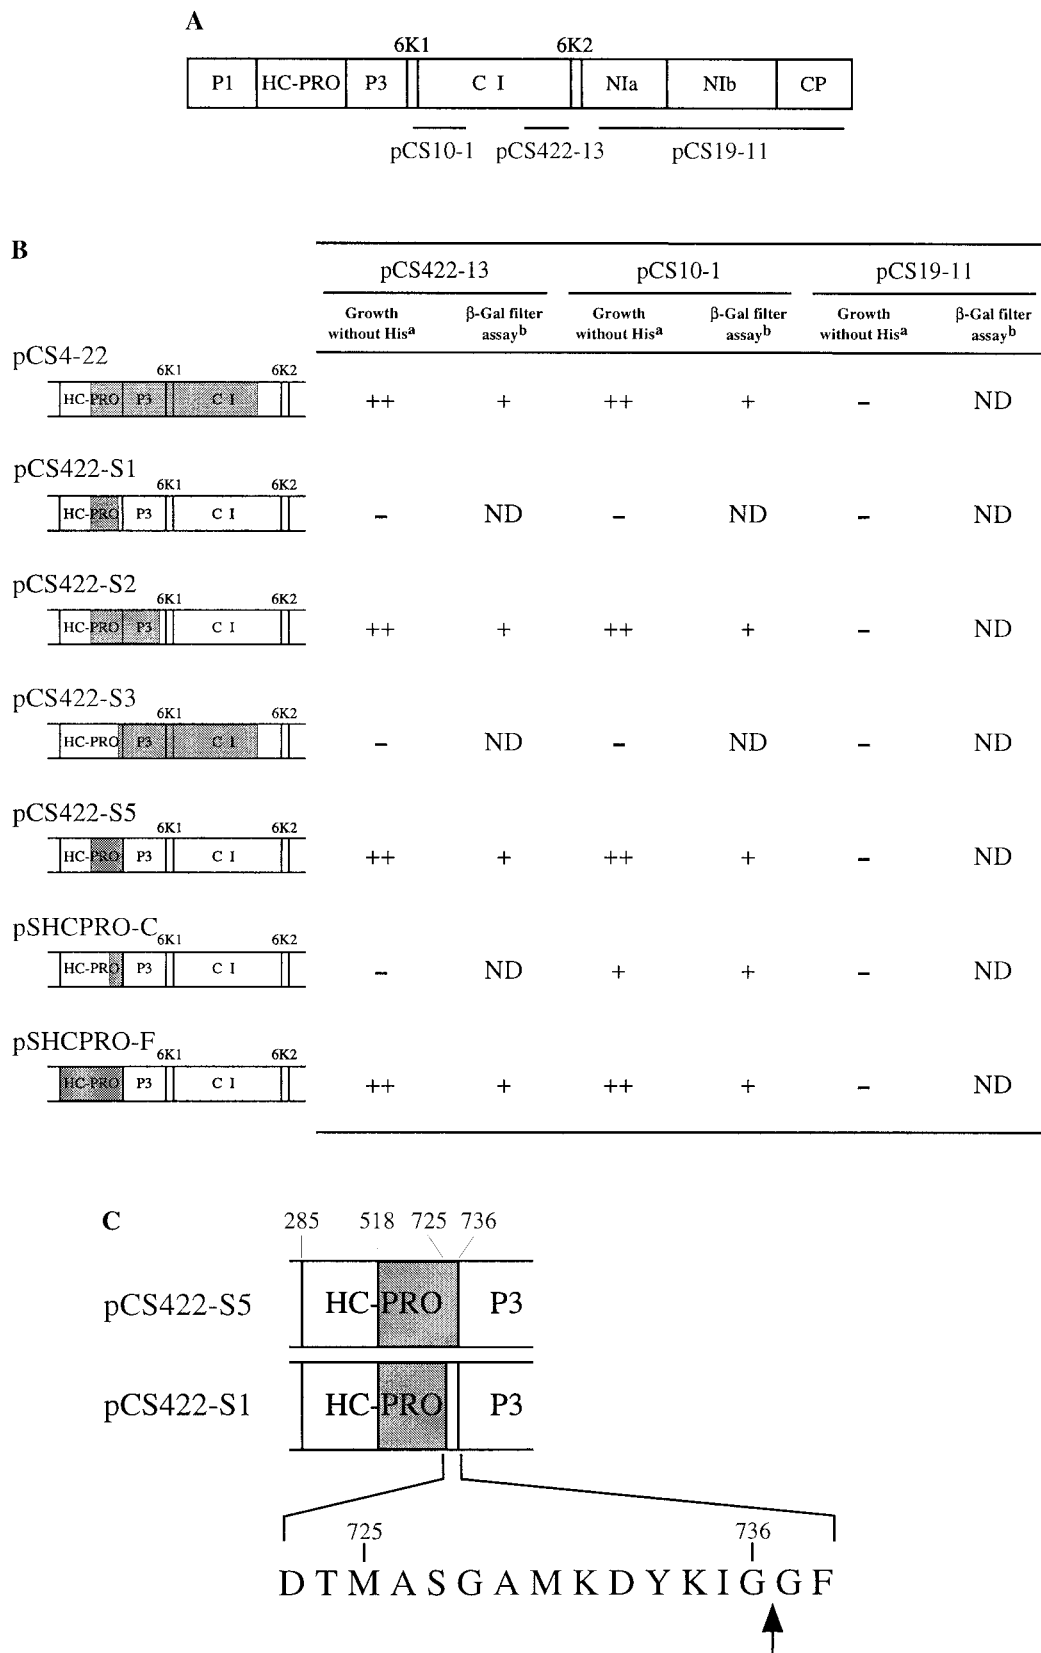 A
6K1 6K2
P1 HC-PRO P3 C I NIa NIb CP
pCS10-1 pCS422-13 pCS19-11
B
pCS422-13 pCS10-1 pCS19-11
Growth without Hisa β-Gal filter assayb Growth without Hisa β-Gal filter assayb Growth without Hisa β-Gal filter assayb
pCS4-22
6K1 6K2
HC-PRO P3 C I ++ + ++ + – ND
pCS422-S1
6K1 6K2
HC-PRO P3 C I – ND – ND – ND
pCS422-S2
6K1 6K2
HC-PRO P3 C I ++ + ++ + – ND
pCS422-S3
6K1 6K2
HC-PRO P3 C I – ND – ND – ND
pCS422-S5
6K1 6K2
HC-PRO P3 C I ++ + ++ + – ND
pSHCPRO-C
6K1 6K2
HC-PRO P3 C I – ND + + – ND
pSHCPRO-F
6K1 6K2
HC-PRO P3 C I ++ + ++ + – ND
C
285 518 725 736
pCS422-S5 HC-PRO P3
pCS422-S1 HC-PRO P3
725 736
D T M A S G A M K D Y K I G G F